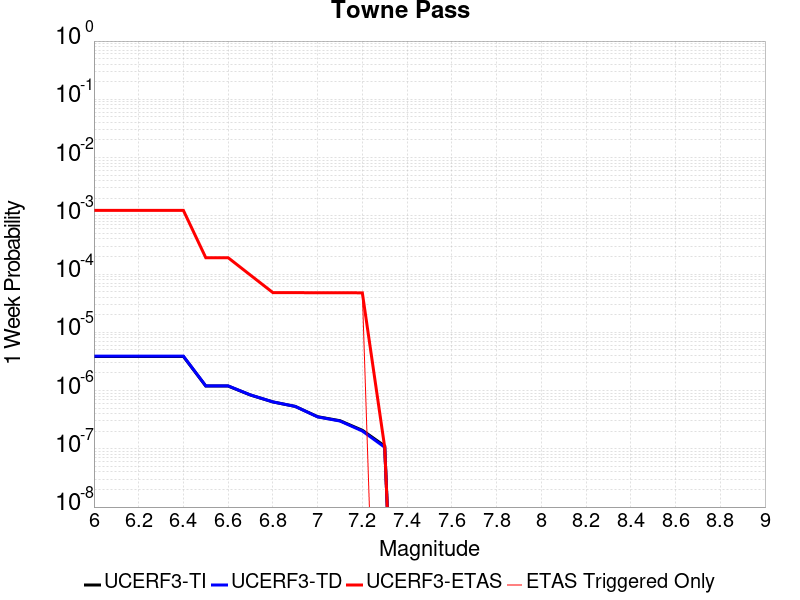 Towne Pass
10^0
10^-1
10^-2
10^-3
10^-4
10^-5
10^-6
10^-7
10^-8
1 Week Probability
6 6.2 6.4 6.6 6.8 7 7.2 7.4 7.6 7.8 8 8.2 8.4 8.6 8.8 9
Magnitude
UCERF3-TI UCERF3-TD UCERF3-ETAS ETAS Triggered Only